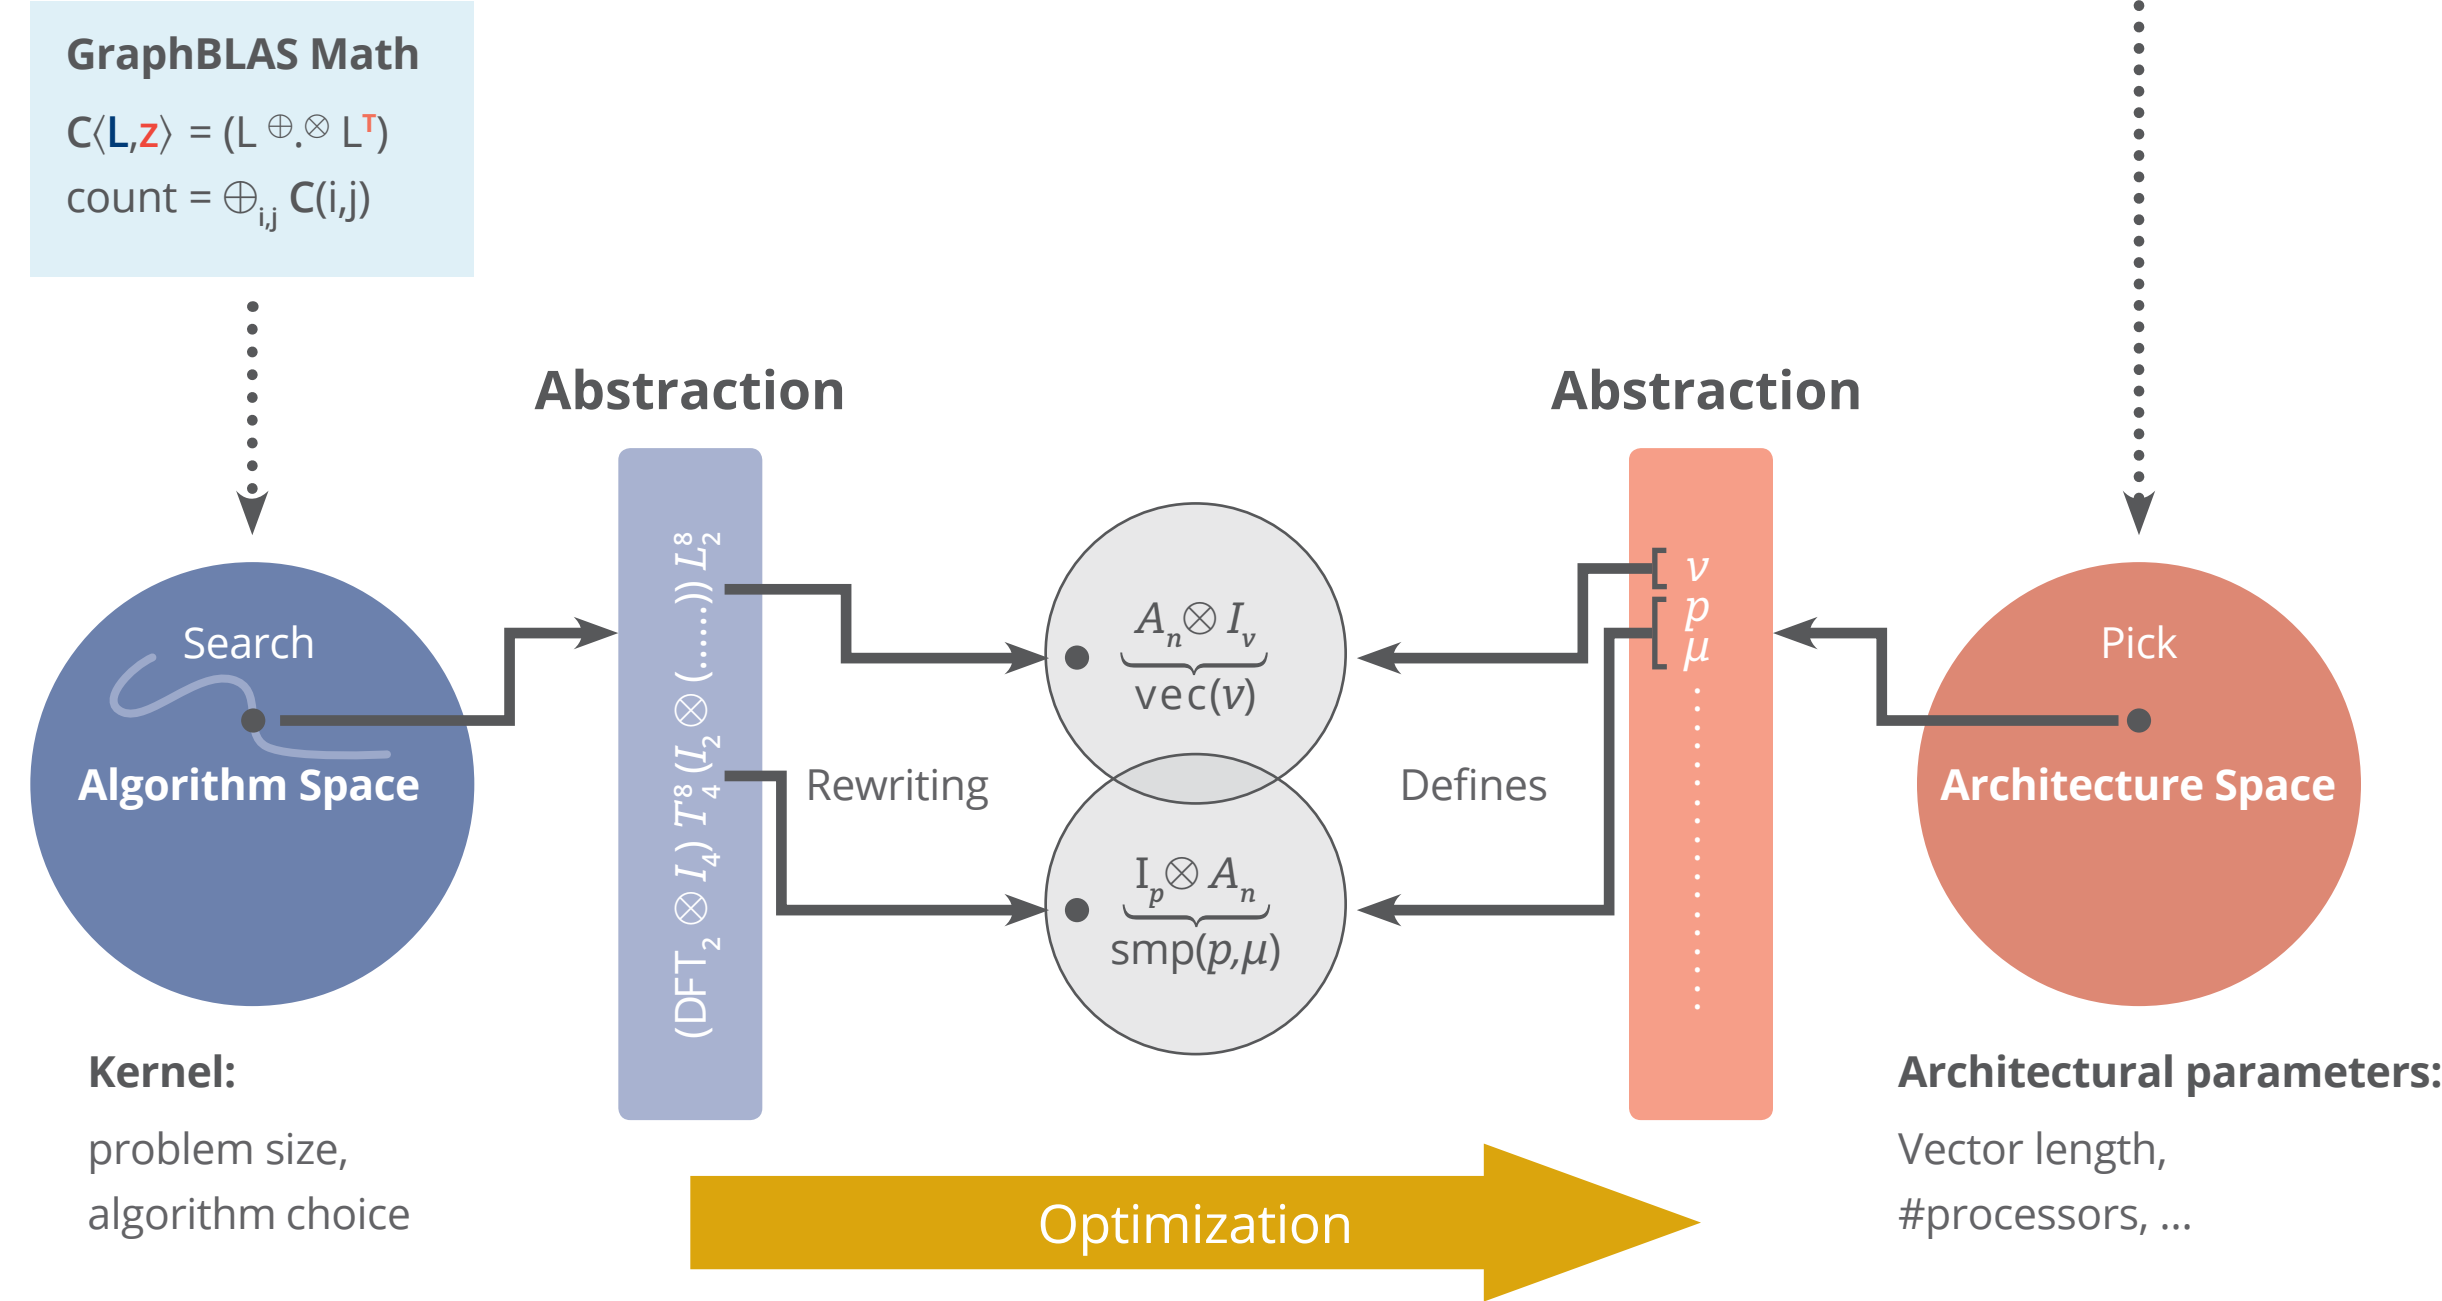 GraphBLAS Math
C⟨L,z⟩ = (L ⊕.⊗ Lᵀ)
count = ⊕i,j C(i,j)
Abstraction
Abstraction
Search
Algorithm Space
(DFT₂ ⊗ I₄) T⁸₄ (I₂ ⊗ (......)) L⁸₂
Rewriting
Aₙ ⊗ Iᵥ
vec(v)
Iₚ ⊗ Aₙ
smp(p,μ)
Defines
v
p
μ
Pick
Architecture Space
Kernel:
problem size,
algorithm choice
Optimization
Architectural parameters:
Vector length,
#processors, ...